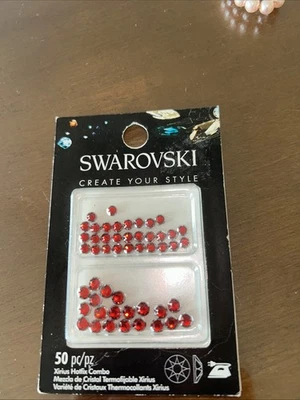 SWAROVSKI
CREATE YOUR STYLE
50 pc/pz
Xirius Hotfix Combo
Mezcla de Cristal Termofijable Xirius
Variété de Cristaux Thermocollants Xirius